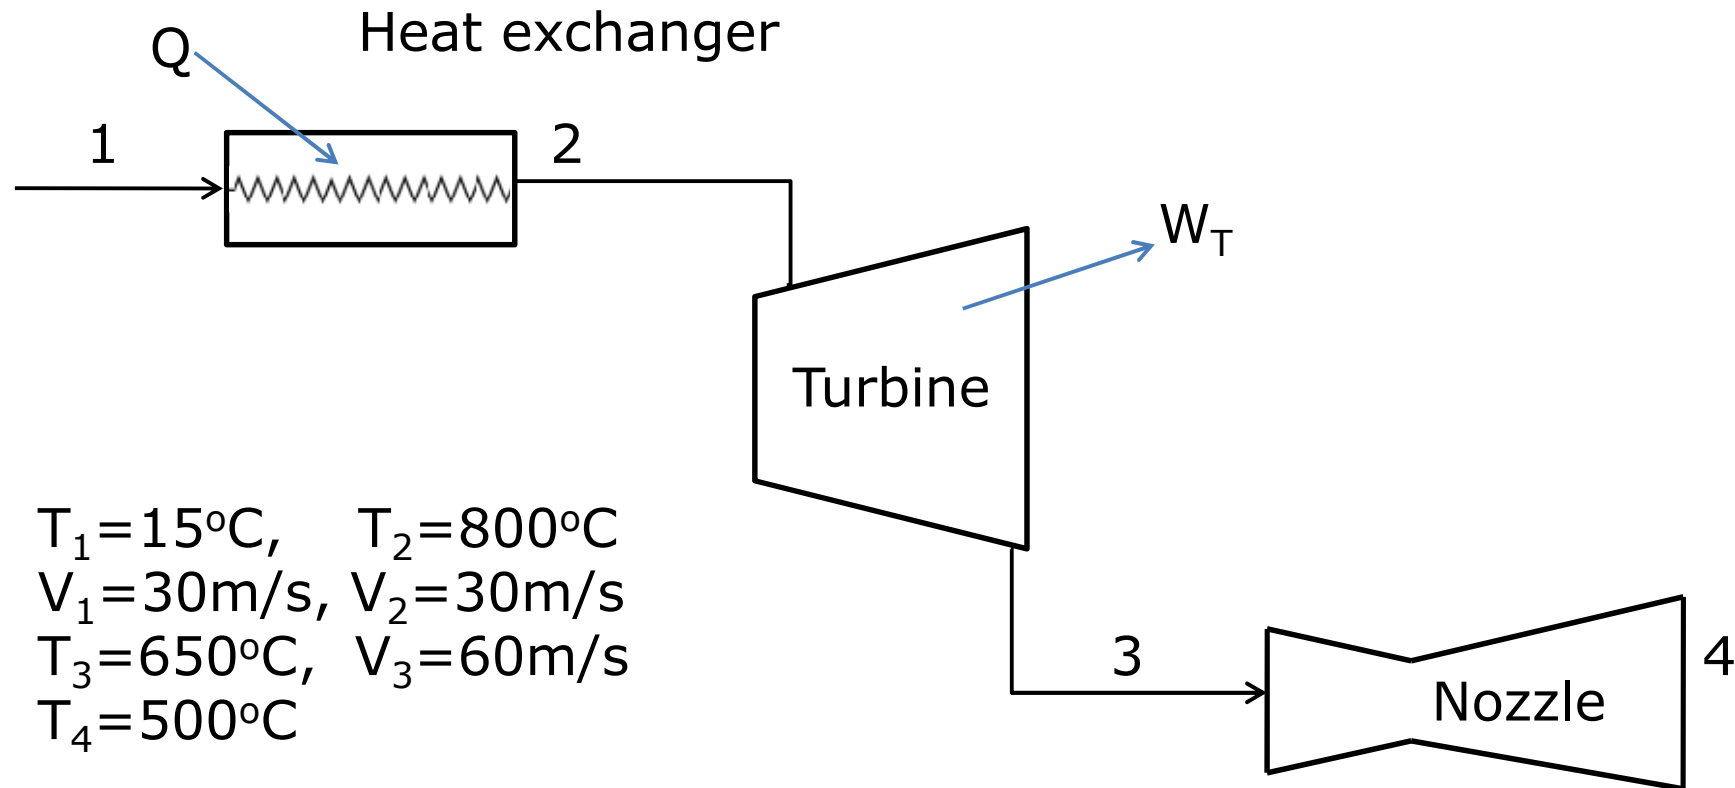 Heat exchanger
Q
1
2
W_T
Turbine
T₁=15ᵒC, T₂=800ᵒC
V₁=30m/s, V₂=30m/s
T₃=650ᵒC, V₃=60m/s
T₄=500ᵒC
3
4
Nozzle